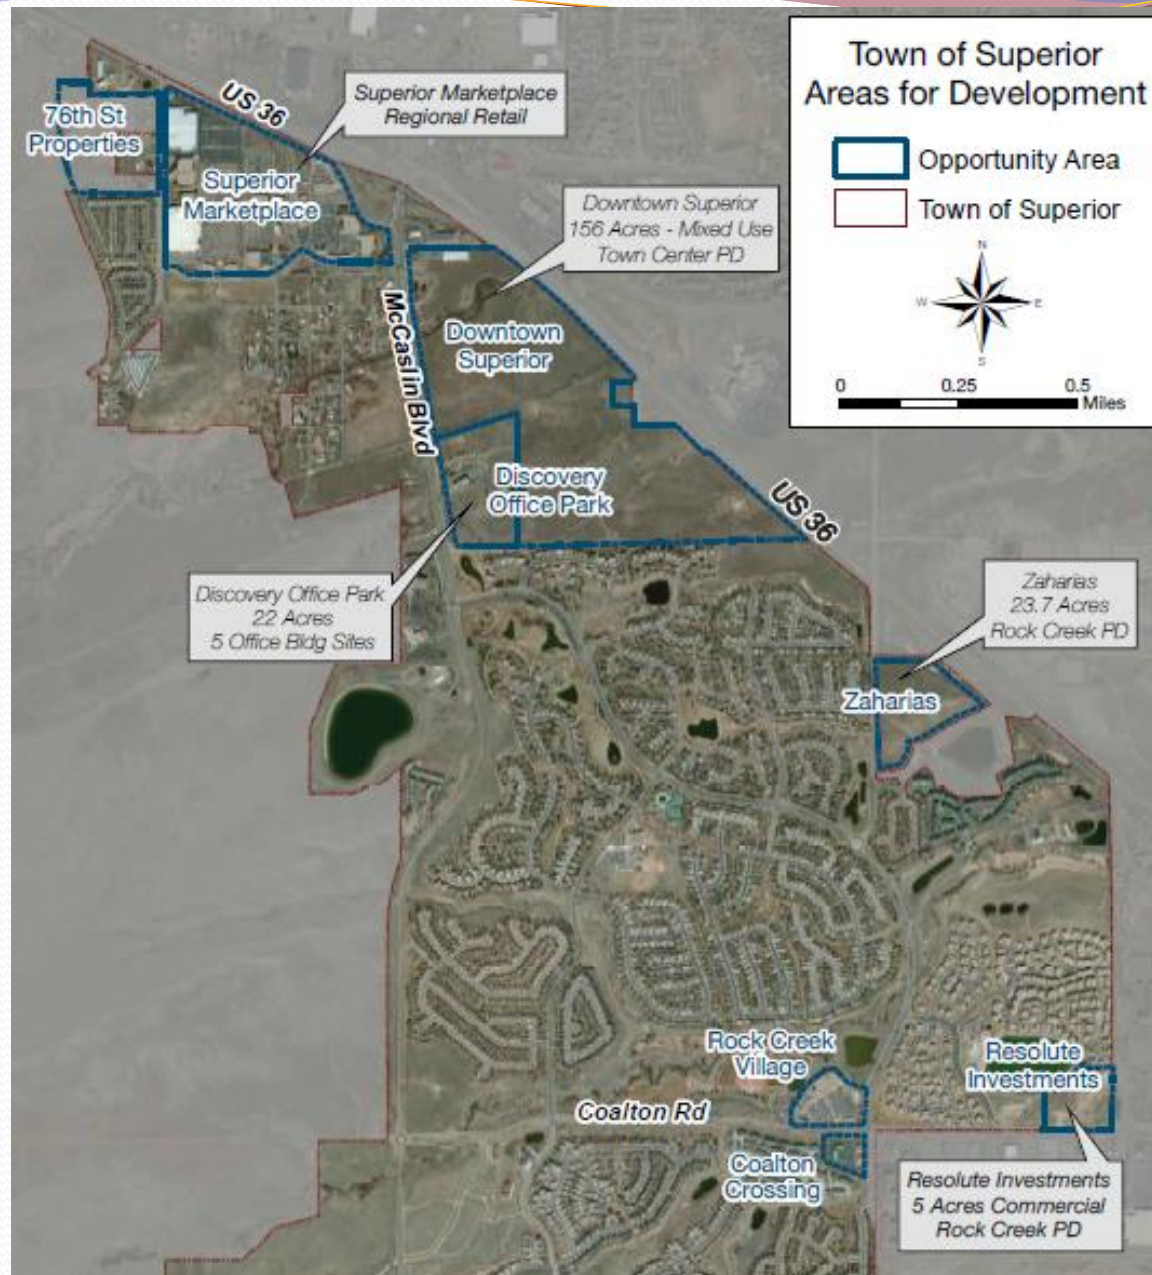 Town of Superior
Areas for Development
Opportunity Area
Town of Superior
N
W
E
S
0
0.25
0.5
Miles
US 36
Superior Marketplace
Regional Retail
76th St
Properties
Superior
Marketplace
Downtown Superior
156 Acres - Mixed Use
Town Center PD
McCaslin Blvd
Downtown
Superior
Discovery
Office Park
US 36
Discovery Office Park
22 Acres
5 Office Bldg Sites
Zaharias
23.7 Acres
Rock Creek PD
Zaharias
Rock Creek
Village
Resolute
Investments
Coalton Rd
Coalton
Crossing
Resolute Investments
5 Acres Commercial
Rock Creek PD